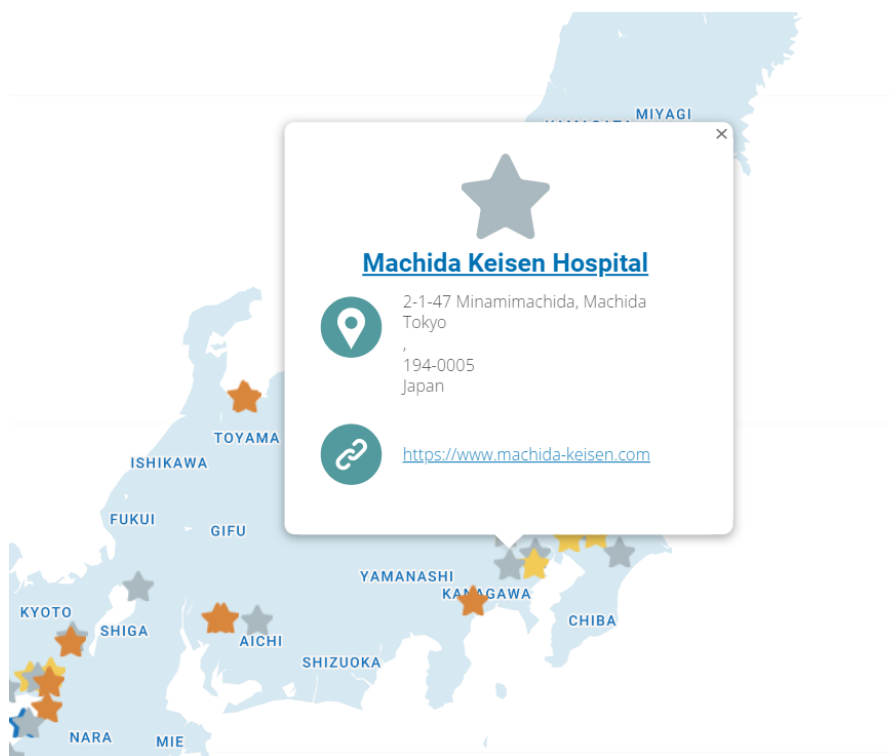 MIYAGI
×
Machida Keisen Hospital
2-1-47 Minamimachida, Machida
Tokyo
,
194-0005
Japan
https://www.machida-keisen.com
TOYAMA
ISHIKAWA
FUKUI
GIFU
YAMANASHI
KANAGAWA
KYOTO
SHIGA
AICHI
CHIBA
SHIZUOKA
NARA
MIE